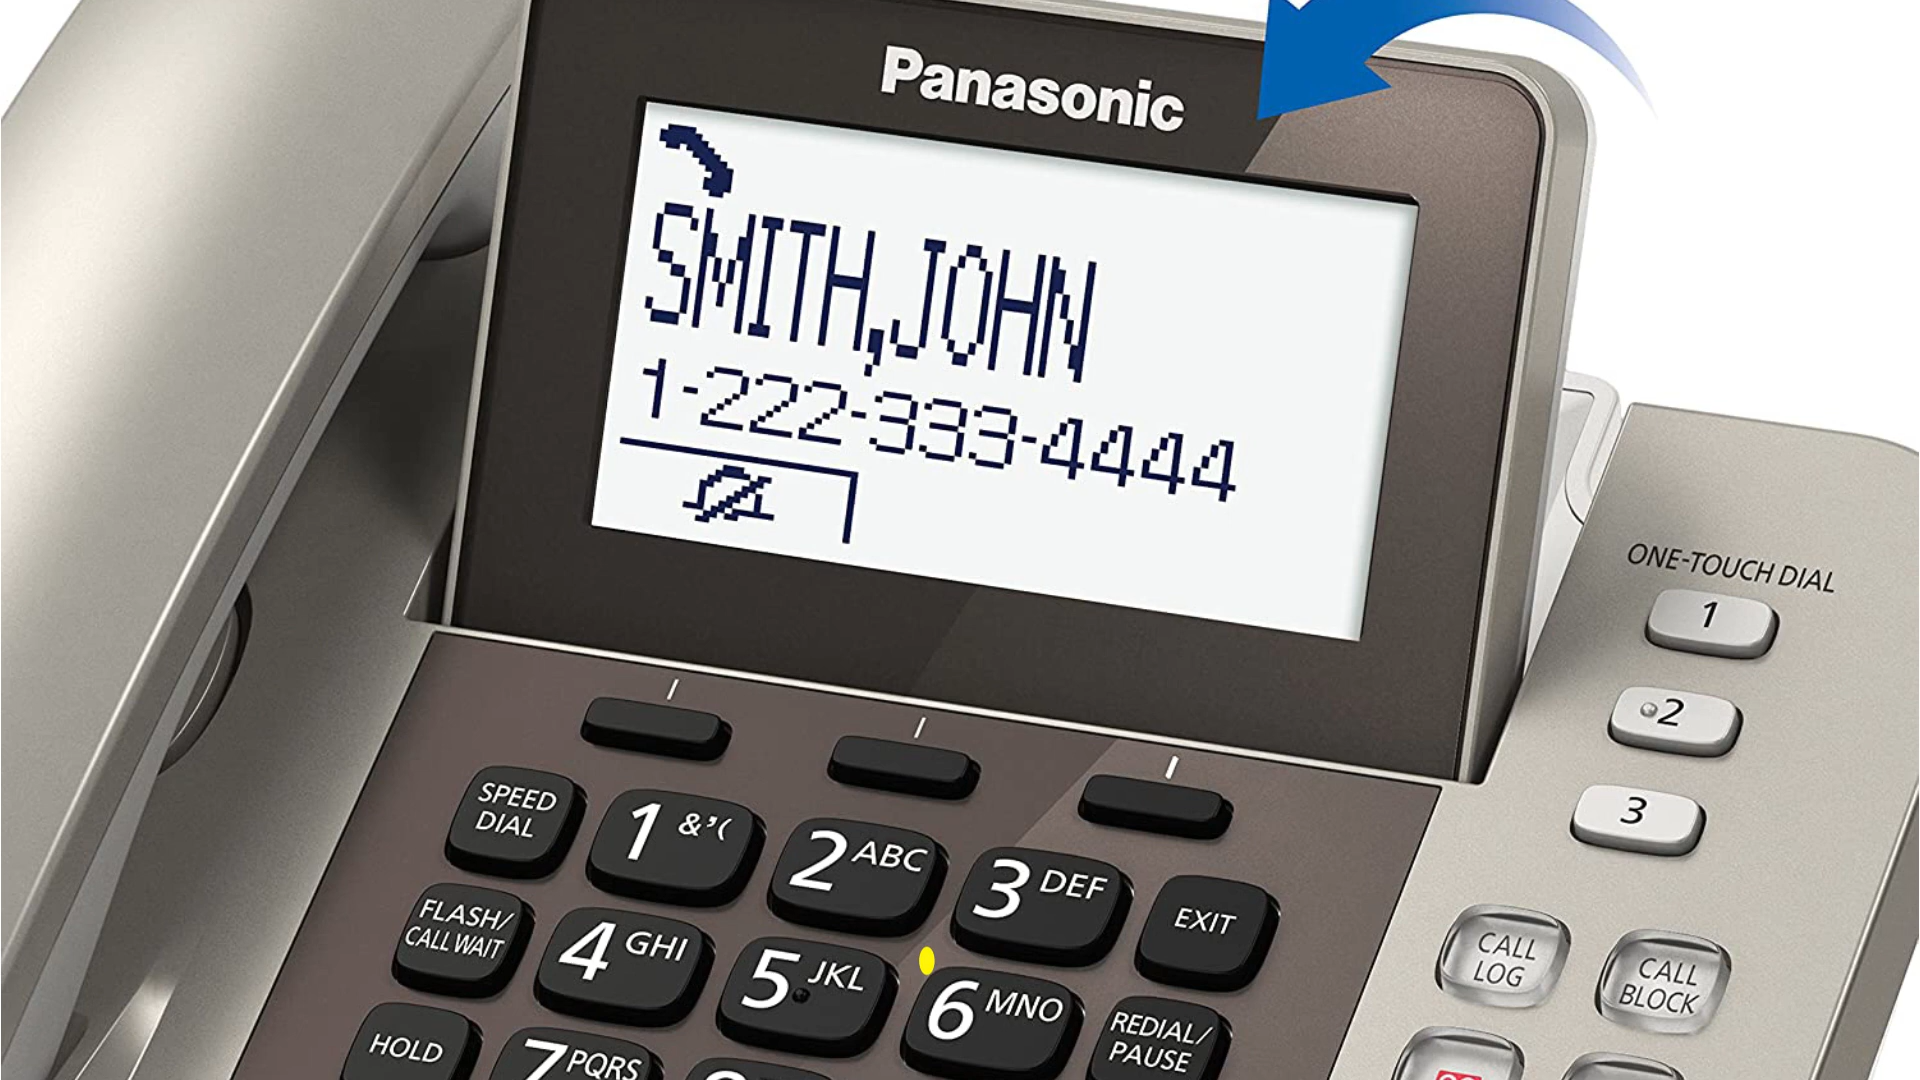 Panasonic
SMITH,JOHN
1-222-333-4444
ONE-TOUCH DIAL
1
2
3
SPEED
DIAL
1 &’(
2 ABC
3 DEF
EXIT
FLASH/
CALL WAIT
4 GHI
5 JKL
6 MNO
REDIAL/
PAUSE
CALL
LOG
CALL
BLOCK
HOLD
7 PQRS